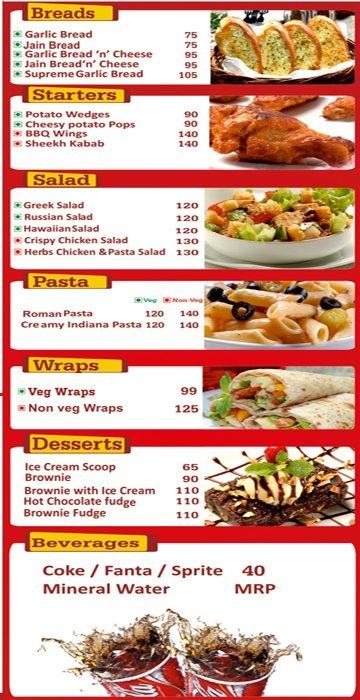 Breads
Garlic Bread 75
Jain Bread 75
Garlic Bread 'n' Cheese 95
Jain Bread'n' Cheese 95
Supreme Garlic Bread 105
Starters
Potato Wedges 90
Cheesy potato Pops 90
BBQ Wings 140
Sheekh Kabab 140
Salad
Greek Salad 120
Russian Salad 120
Hawaiian Salad 120
Crispy Chicken Salad 130
Herbs Chicken & Pasta Salad 130
Pasta
Veg Non-Veg
Roman Pasta 120 140
Creamy Indiana Pasta 120 140
Wraps
Veg Wraps 99
Non veg Wraps 125
Desserts
Ice Cream Scoop 65
Brownie 90
Brownie with Ice Cream 110
Hot Chocolate fudge 110
Brownie Fudge 110
Beverages
Coke / Fanta / Sprite 40
Mineral Water MRP